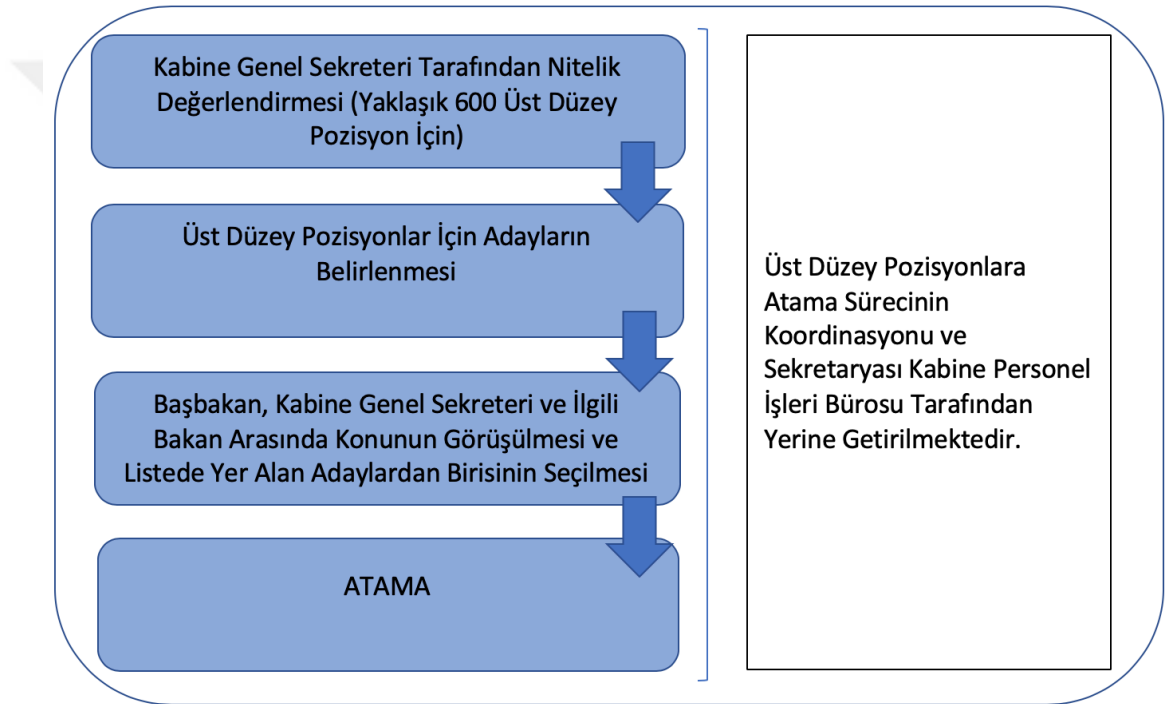 Kabine Genel Sekreteri Tarafından Nitelik
Değerlendirmesi (Yaklaşık 600 Üst Düzey
Pozisyon İçin)
Üst Düzey Pozisyonlar İçin Adayların
Belirlenmesi
Başbakan, Kabine Genel Sekreteri ve İlgili
Bakan Arasında Konunun Görüşülmesi ve
Listede Yer Alan Adaylardan Birisinin Seçilmesi
ATAMA
Üst Düzey Pozisyonlara
Atama Sürecinin
Koordinasyonu ve
Sekretaryası Kabine Personel
İşleri Bürosu Tarafından
Yerine Getirilmektedir.